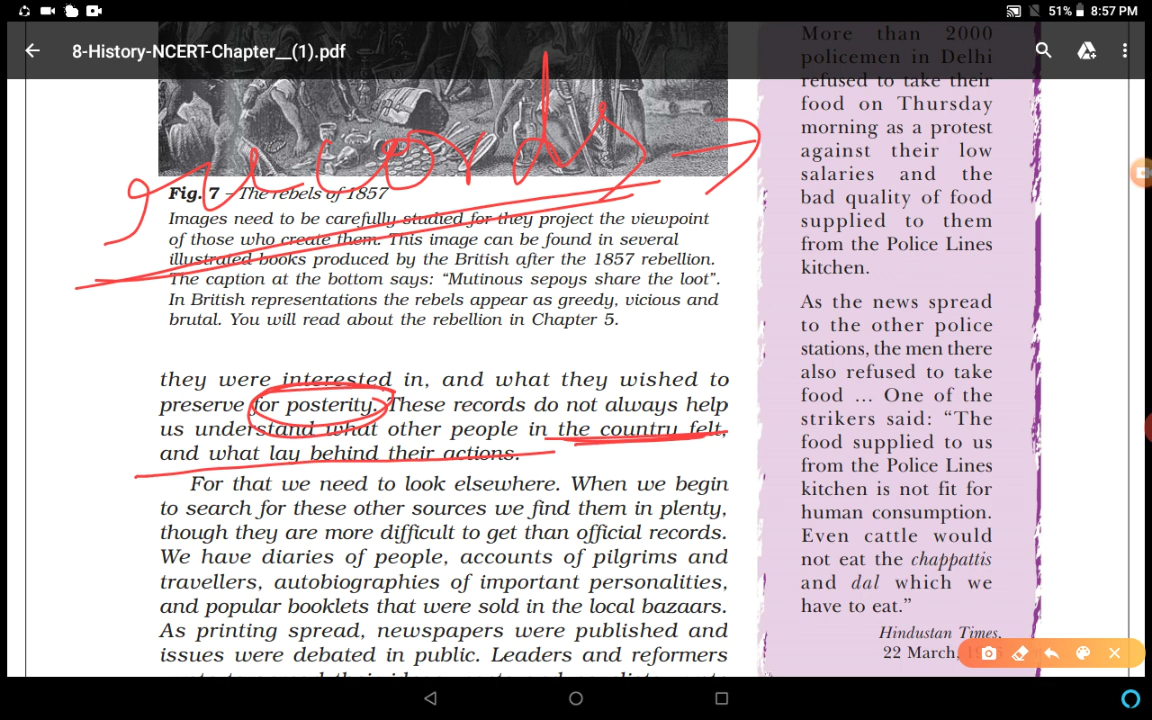 51% 8:57 PM
8-History-NCERT-Chapter__(1).pdf
records
Fig. 7 – The rebels of 1857
Images need to be carefully studied for they project the viewpoint
of those who create them. This image can be found in several
illustrated books produced by the British after the 1857 rebellion.
The caption at the bottom says: “Mutinous sepoys share the loot”.
In British representations the rebels appear as greedy, vicious and
brutal. You will read about the rebellion in Chapter 5.
they were interested in, and what they wished to
preserve for posterity. These records do not always help
us understand what other people in the country felt,
and what lay behind their actions.
For that we need to look elsewhere. When we begin
to search for these other sources we find them in plenty,
though they are more difficult to get than official records.
We have diaries of people, accounts of pilgrims and
travellers, autobiographies of important personalities,
and popular booklets that were sold in the local bazaars.
As printing spread, newspapers were published and
issues were debated in public. Leaders and reformers
More than 2000
policemen in Delhi
refused to take their
food on Thursday
morning as a protest
against their low
salaries and the
bad quality of food
supplied to them
from the Police Lines
kitchen.
As the news spread
to the other police
stations, the men there
also refused to take
food ... One of the
strikers said: “The
food supplied to us
from the Police Lines
kitchen is not fit for
human consumption.
Even cattle would
not eat the chappattis
and dal which we
have to eat.”
Hindustan Times,
22 March,